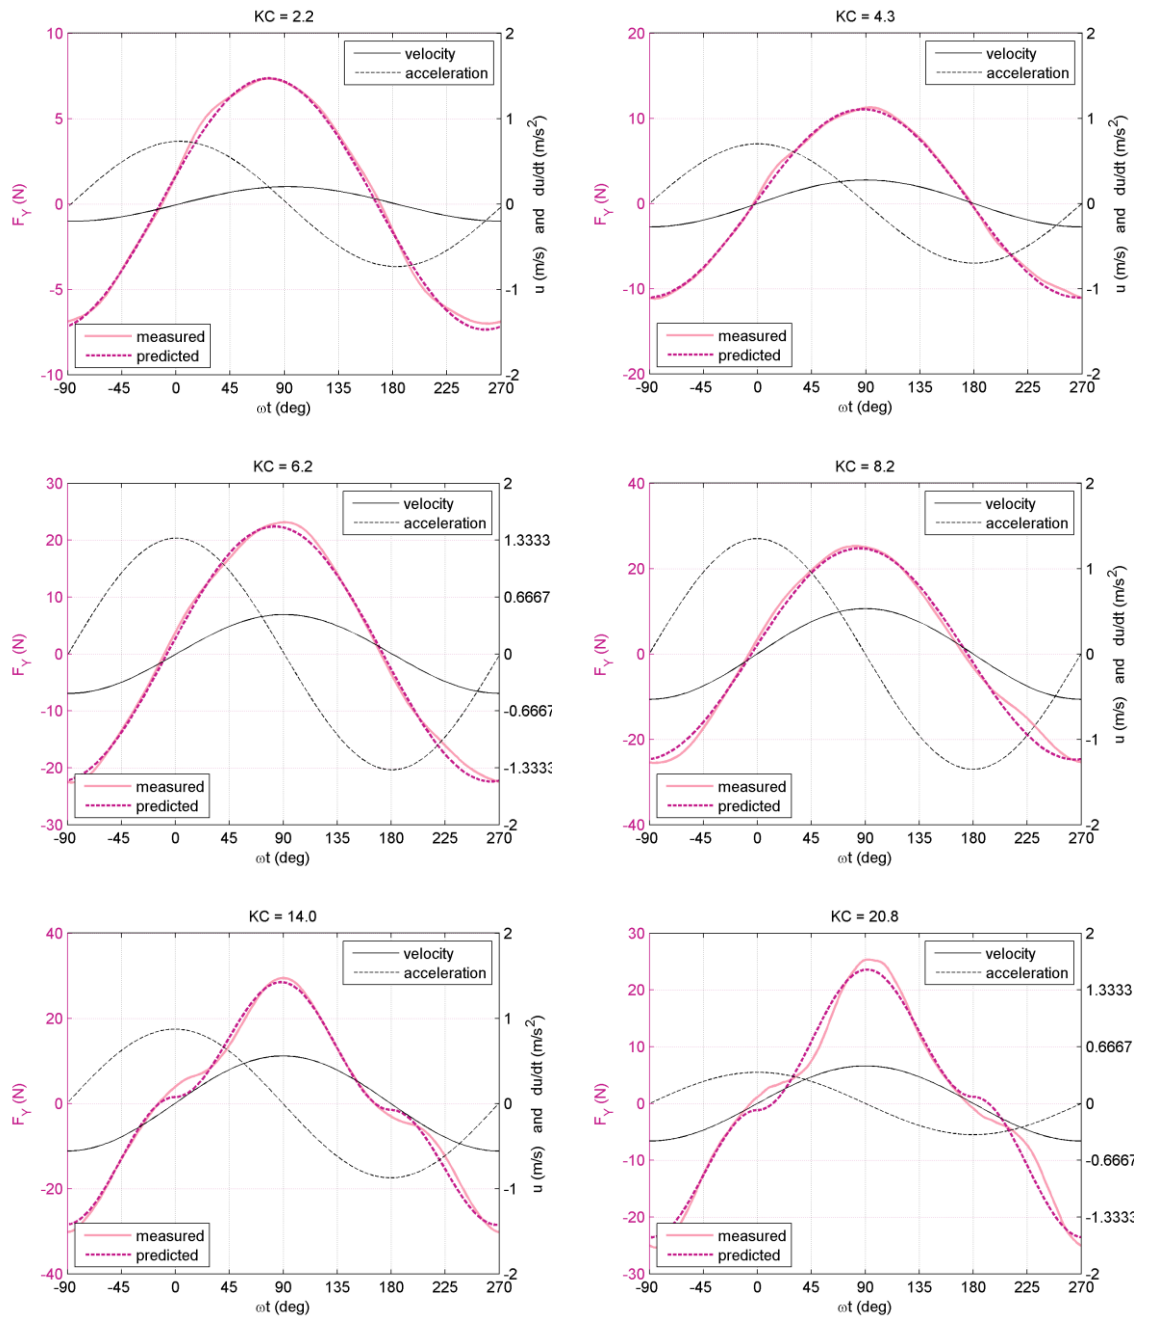 KC = 2.2
10
5
0
-5
-10
F_Y (N)
velocity
acceleration
measured
predicted
2
1
0
-1
-2
u (m/s) and du/dt (m/s²)
-90 -45 0 45 90 135 180 225 270
ωt (deg)
KC = 4.3
20
10
0
-10
-20
F_Y (N)
velocity
acceleration
measured
predicted
2
1
0
-1
-2
u (m/s) and du/dt (m/s²)
-90 -45 0 45 90 135 180 225 270
ωt (deg)
KC = 6.2
30
20
10
0
-10
-20
-30
F_Y (N)
velocity
acceleration
measured
predicted
2
1.3333
0.6667
0
-0.6667
-1.3333
-2
-90 -45 0 45 90 135 180 225 270
ωt (deg)
KC = 8.2
40
20
0
-20
-40
F_Y (N)
velocity
acceleration
measured
predicted
2
1
0
-1
-2
u (m/s) and du/dt (m/s²)
-90 -45 0 45 90 135 180 225 270
ωt (deg)
KC = 14.0
40
20
0
-20
-40
F_Y (N)
velocity
acceleration
measured
predicted
2
1
0
-1
-2
u (m/s) and du/dt (m/s²)
-90 -45 0 45 90 135 180 225 270
ωt (deg)
KC = 20.8
30
20
10
0
-10
-20
-30
F_Y (N)
velocity
acceleration
measured
predicted
2
1.3333
0.6667
0
-0.6667
-1.3333
-2
-90 -45 0 45 90 135 180 225 270
ωt (deg)